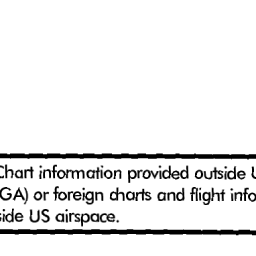 Chart information provided outside
GA) or foreign charts and flight info
side US airspace.